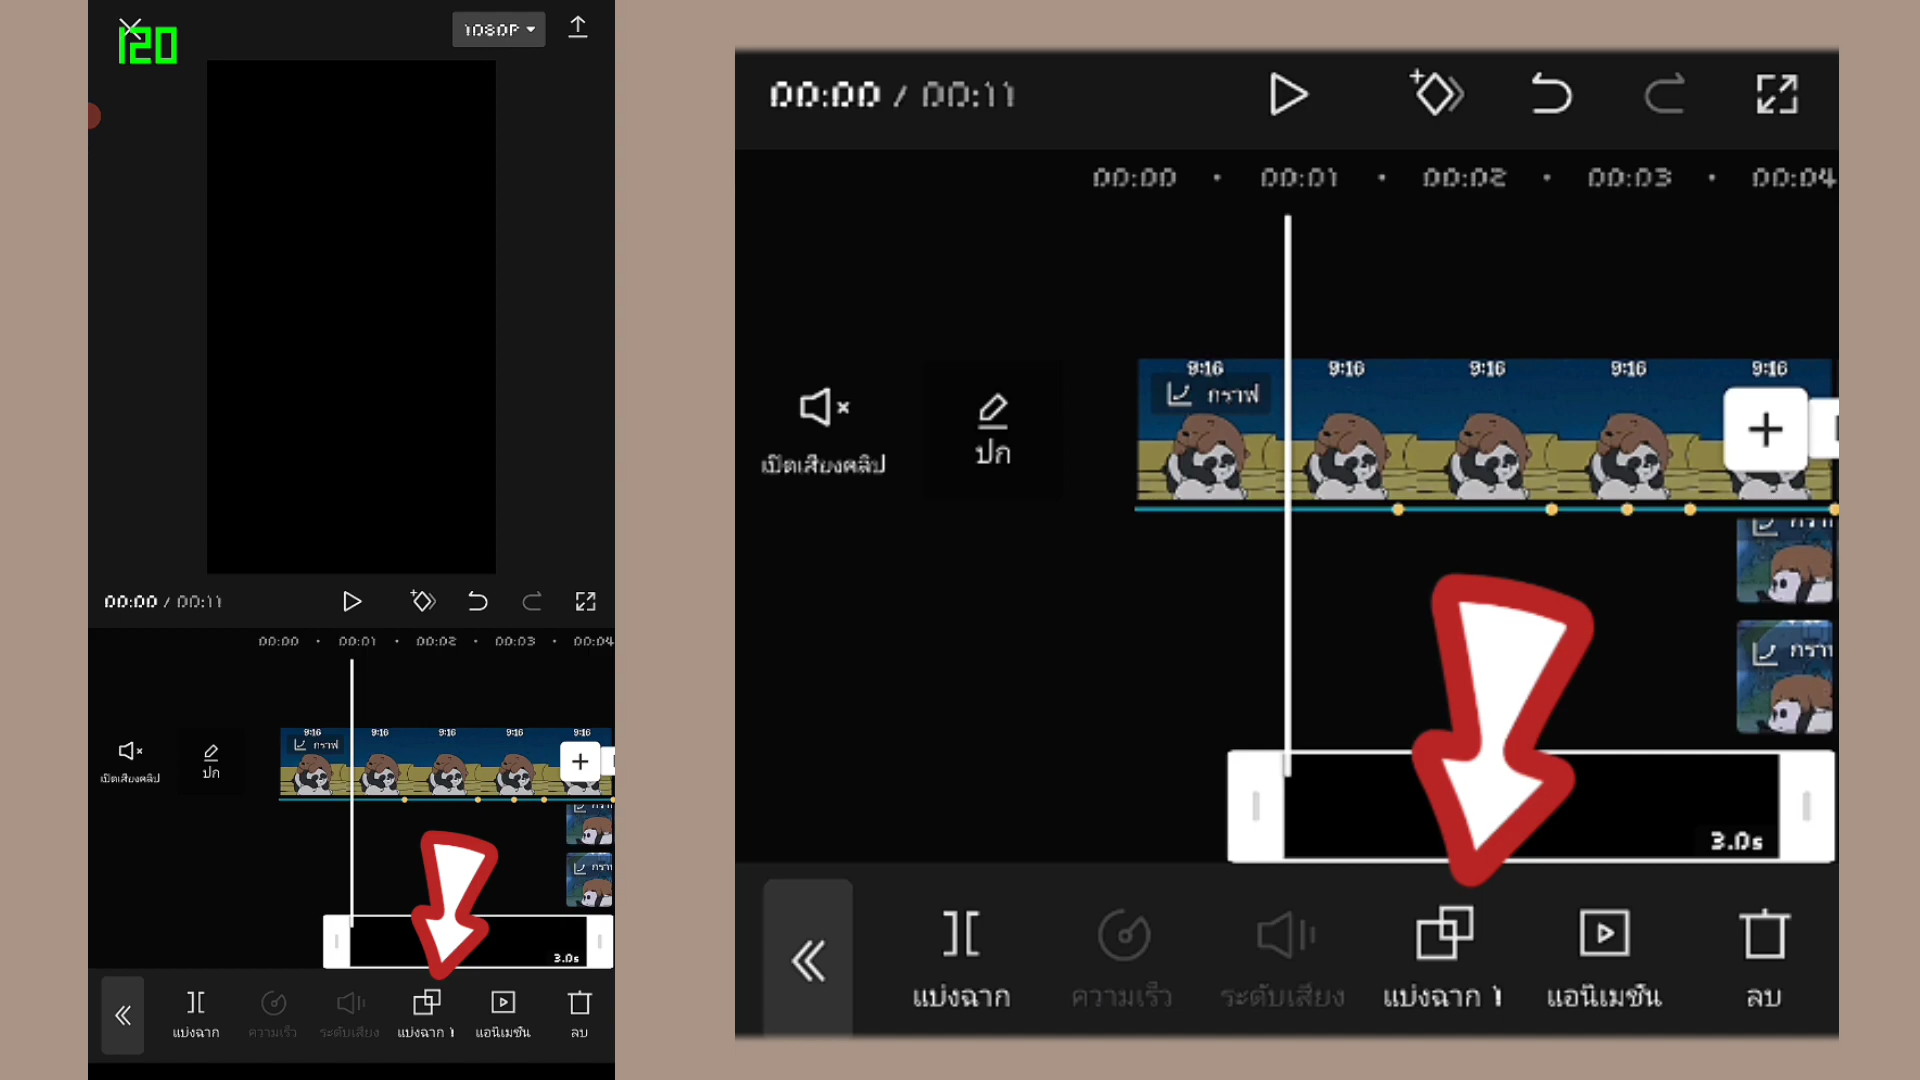 120
1080P
00:00 / 00:11
00:00 · 00:01 · 00:02 · 00:03 · 00:04
9:16 9:16 9:16 9:16 9:16
กราฟ
เปิดเสียงคลิป
ปก
3.0s
แบ่งฉาก ความเร็ว ระดับเสียง แบ่งฉาก 1 แอนิเมชัน ลบ
00:00 / 00:11
00:00 · 00:01 · 00:02 · 00:03 · 00:04
9:16 9:16 9:16 9:16 9:16
กราฟ
เปิดเสียงคลิป
ปก
3.0s
แบ่งฉาก ความเร็ว ระดับเสียง แบ่งฉาก 1 แอนิเมชัน ลบ